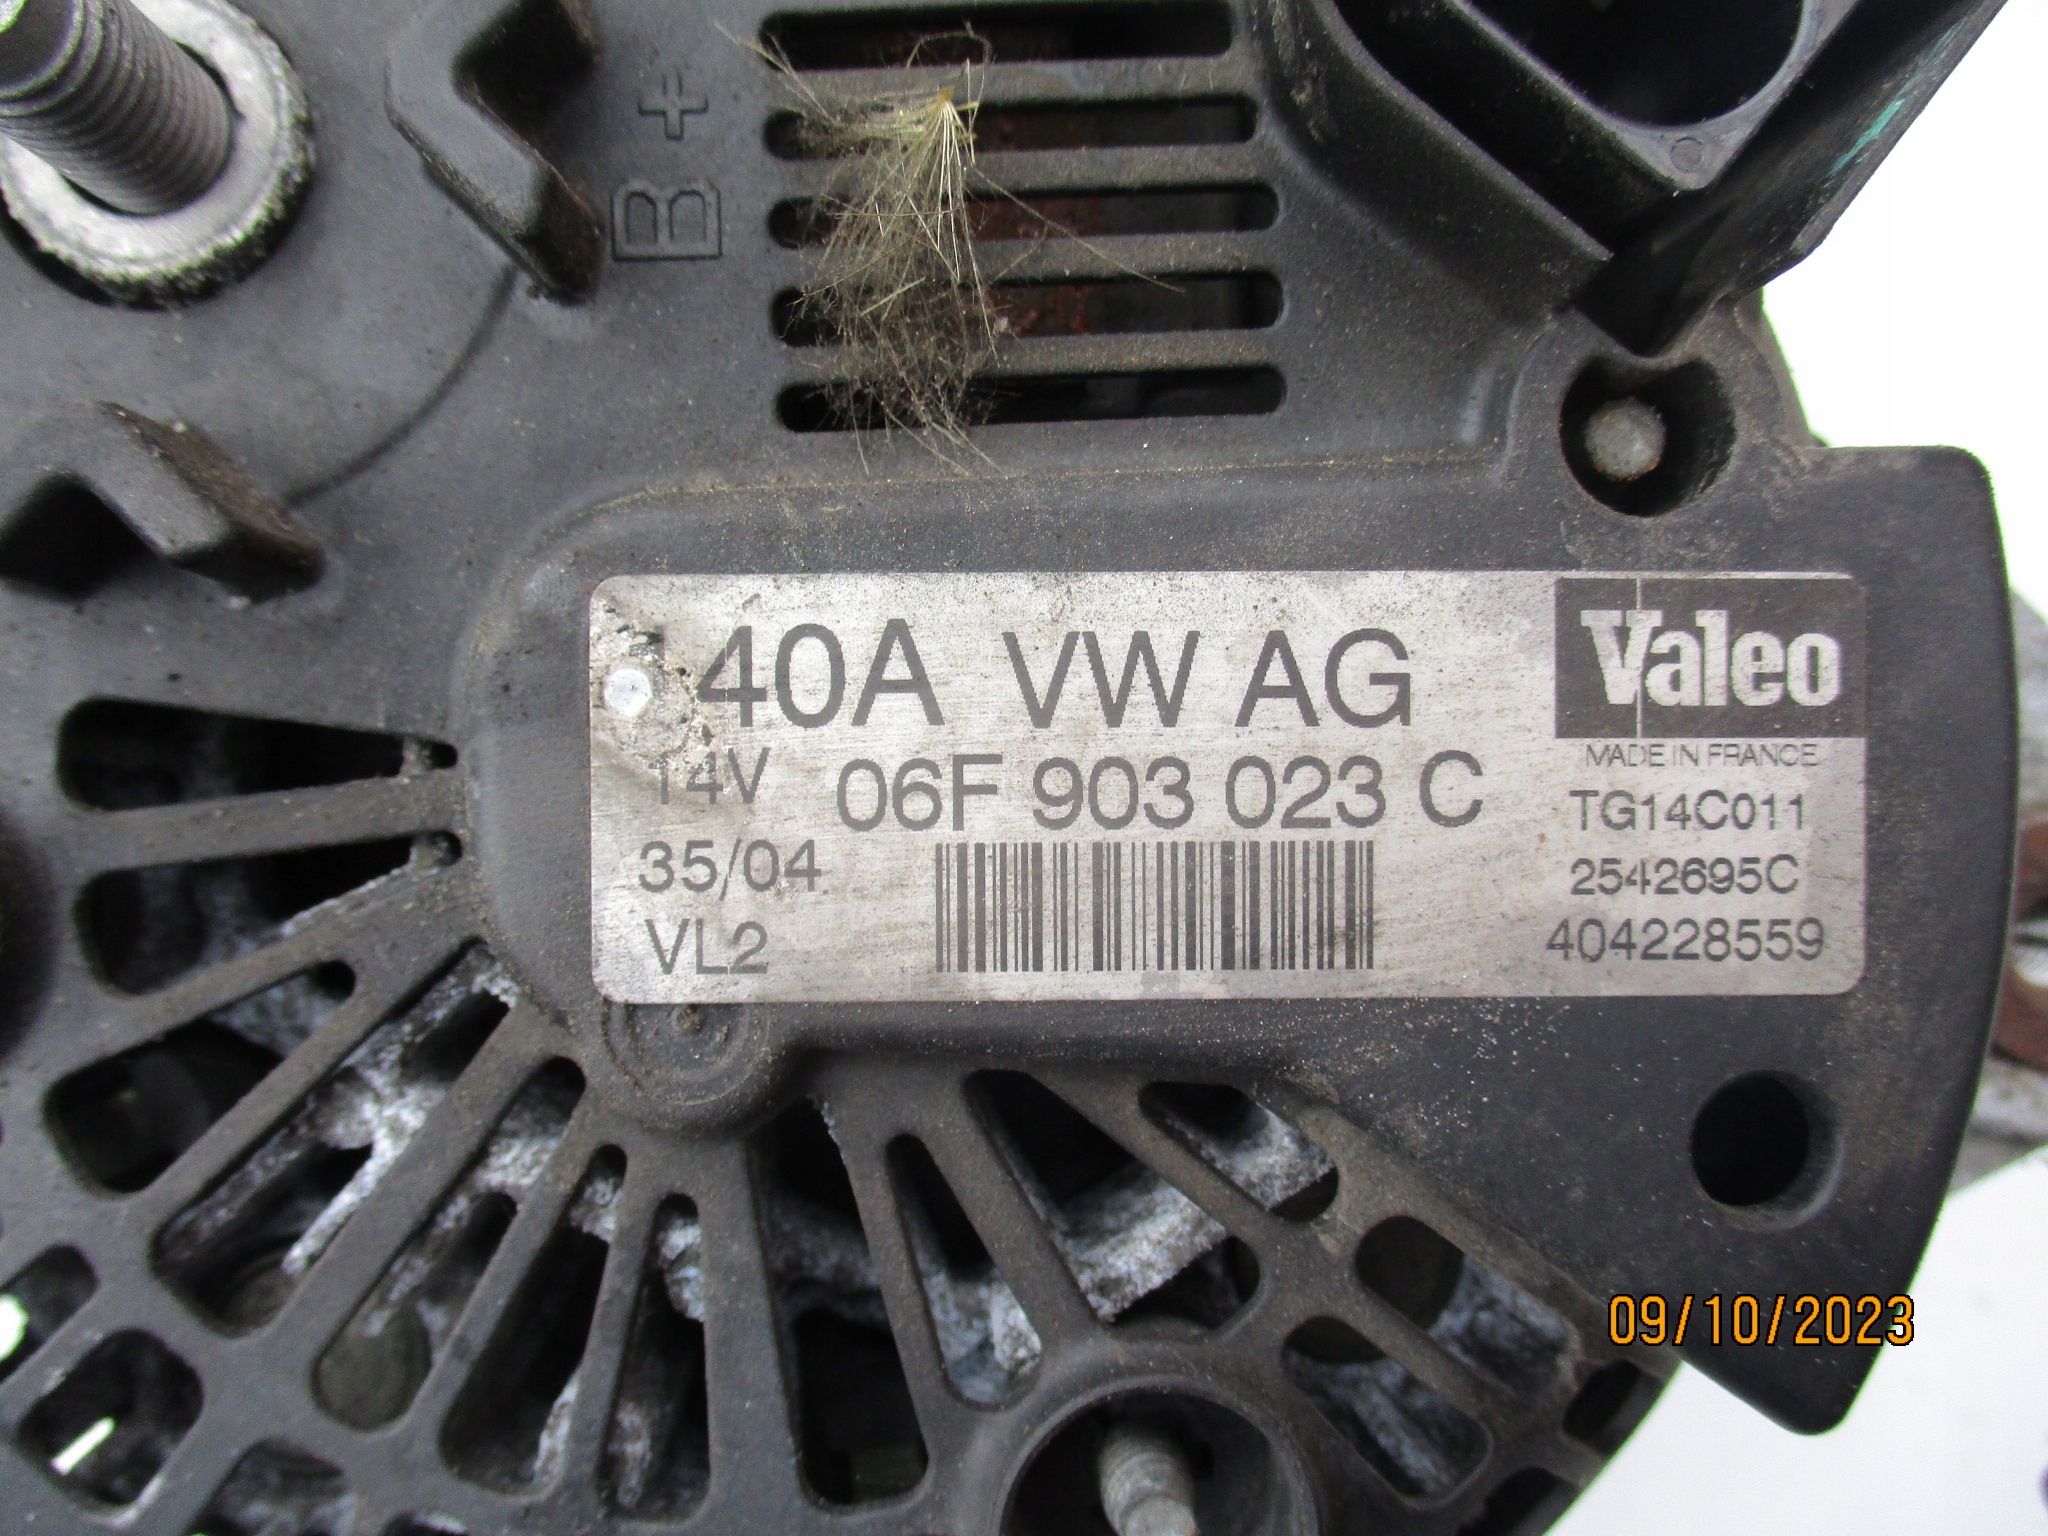 B+
Valeo
140A VW AG
MADE IN FRANCE
14V 06F 903 023 C
TG14C011
35/04
2542695C
VL2
404228559
09/10/2023